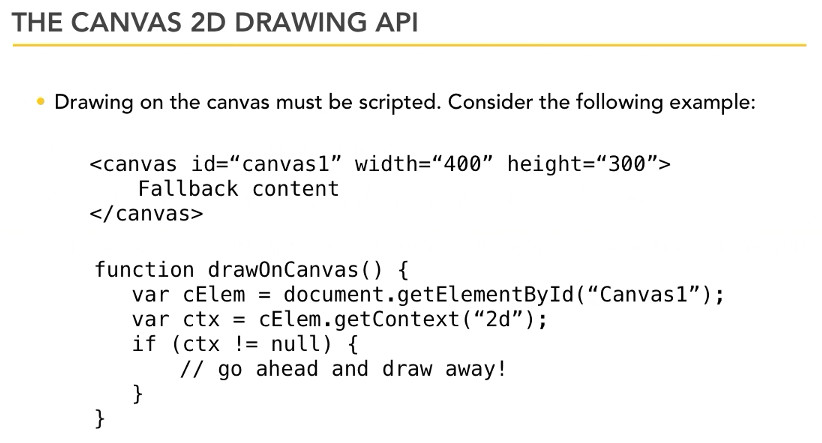 THE CANVAS 2D DRAWING API
• Drawing on the canvas must be scripted. Consider the following example:
<canvas id=“canvas1” width=“400” height=“300”>
Fallback content
</canvas>
function drawOnCanvas() {
var cElem = document.getElementById(“Canvas1”);
var ctx = cElem.getContext(“2d”);
if (ctx != null) {
// go ahead and draw away!
}
}